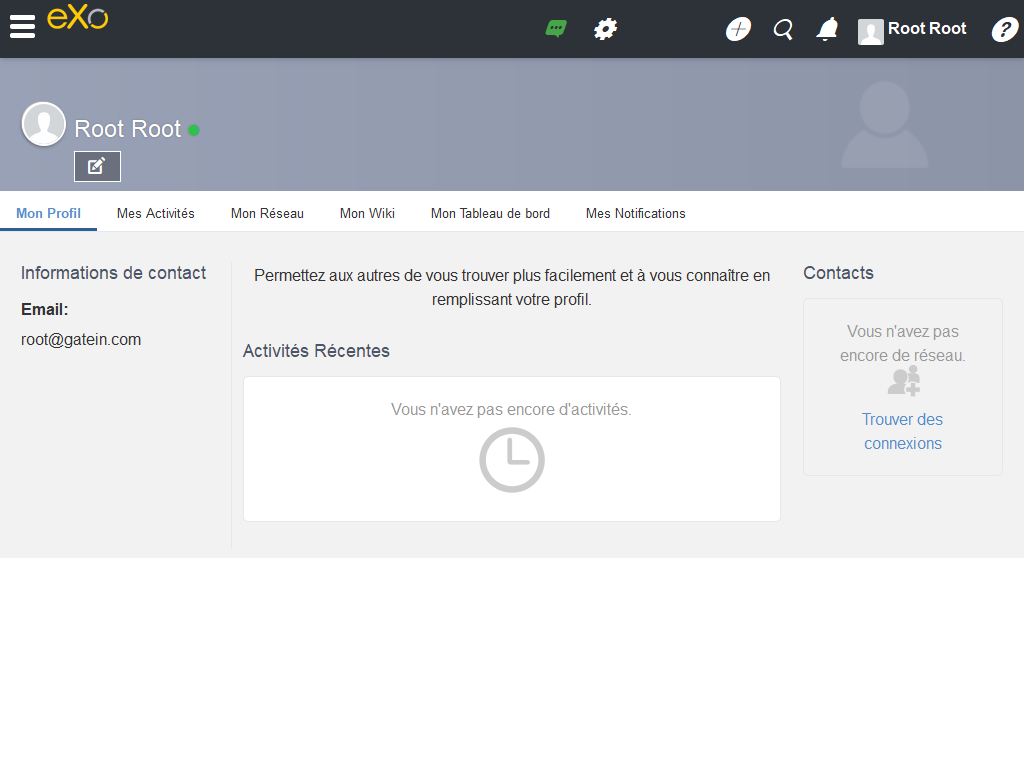 eXo
Root Root
?
Root Root
Mon Profil
Mes Activités
Mon Réseau
Mon Wiki
Mon Tableau de bord
Mes Notifications
Informations de contact
Email:
root@gatein.com
Permettez aux autres de vous trouver plus facilement et à vous connaître en
remplissant votre profil.
Activités Récentes
Vous n'avez pas encore d'activités.
Contacts
Vous n'avez pas
encore de réseau.
Trouver des
connexions